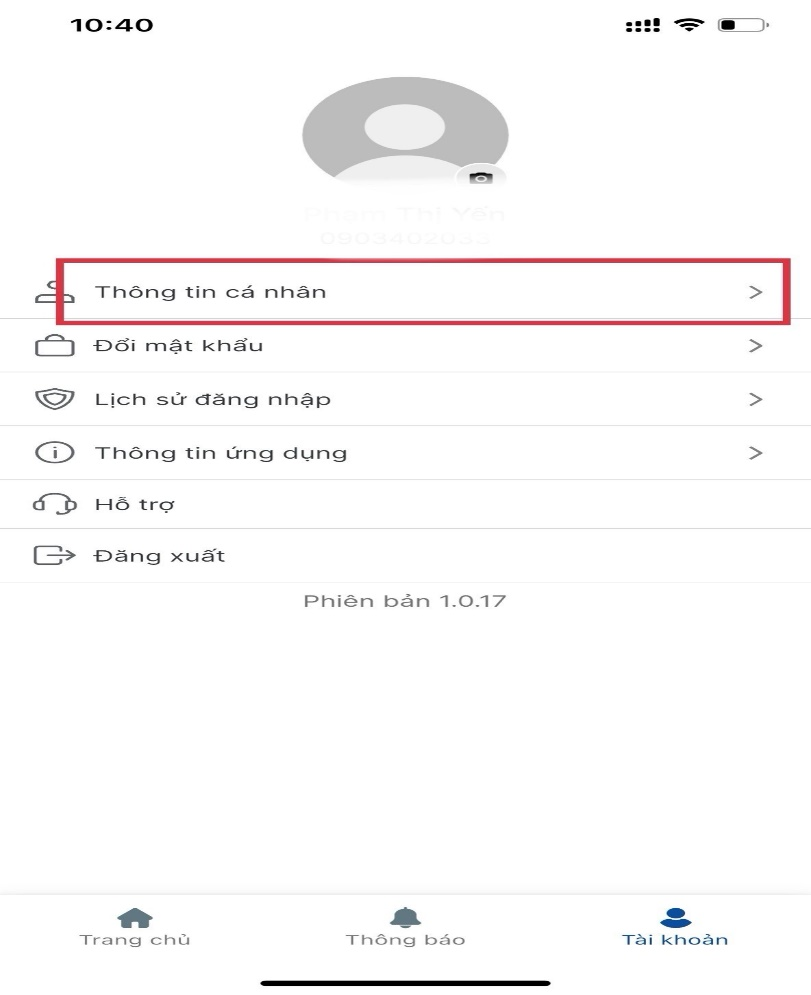 10:40
Phạm Thị Yến
Thông tin cá nhân
Đổi mật khẩu
Lịch sử đăng nhập
Thông tin ứng dụng
Hỗ trợ
Đăng xuất
Phiên bản 1.0.17
Trang chủ
Thông báo
Tài khoản